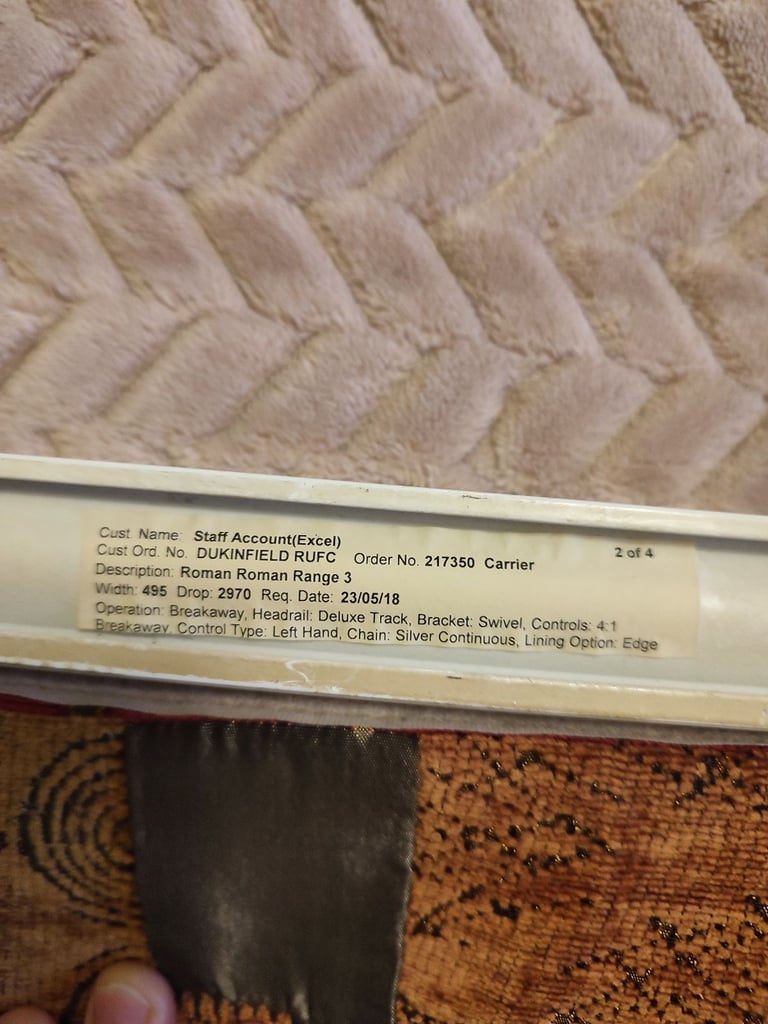 Cust. Name: Staff Account(Excel) 2 of 4
Cust Ord. No. DUKINFIELD RUFC Order No. 217350 Carrier
Description: Roman Roman Range 3
Width: 495 Drop: 2970 Req. Date: 23/05/18
Operation: Breakaway, Headrail: Deluxe Track, Bracket: Swivel, Controls: 4:1
Breakaway, Control Type: Left Hand, Chain: Silver Continuous, Lining Option: Edge